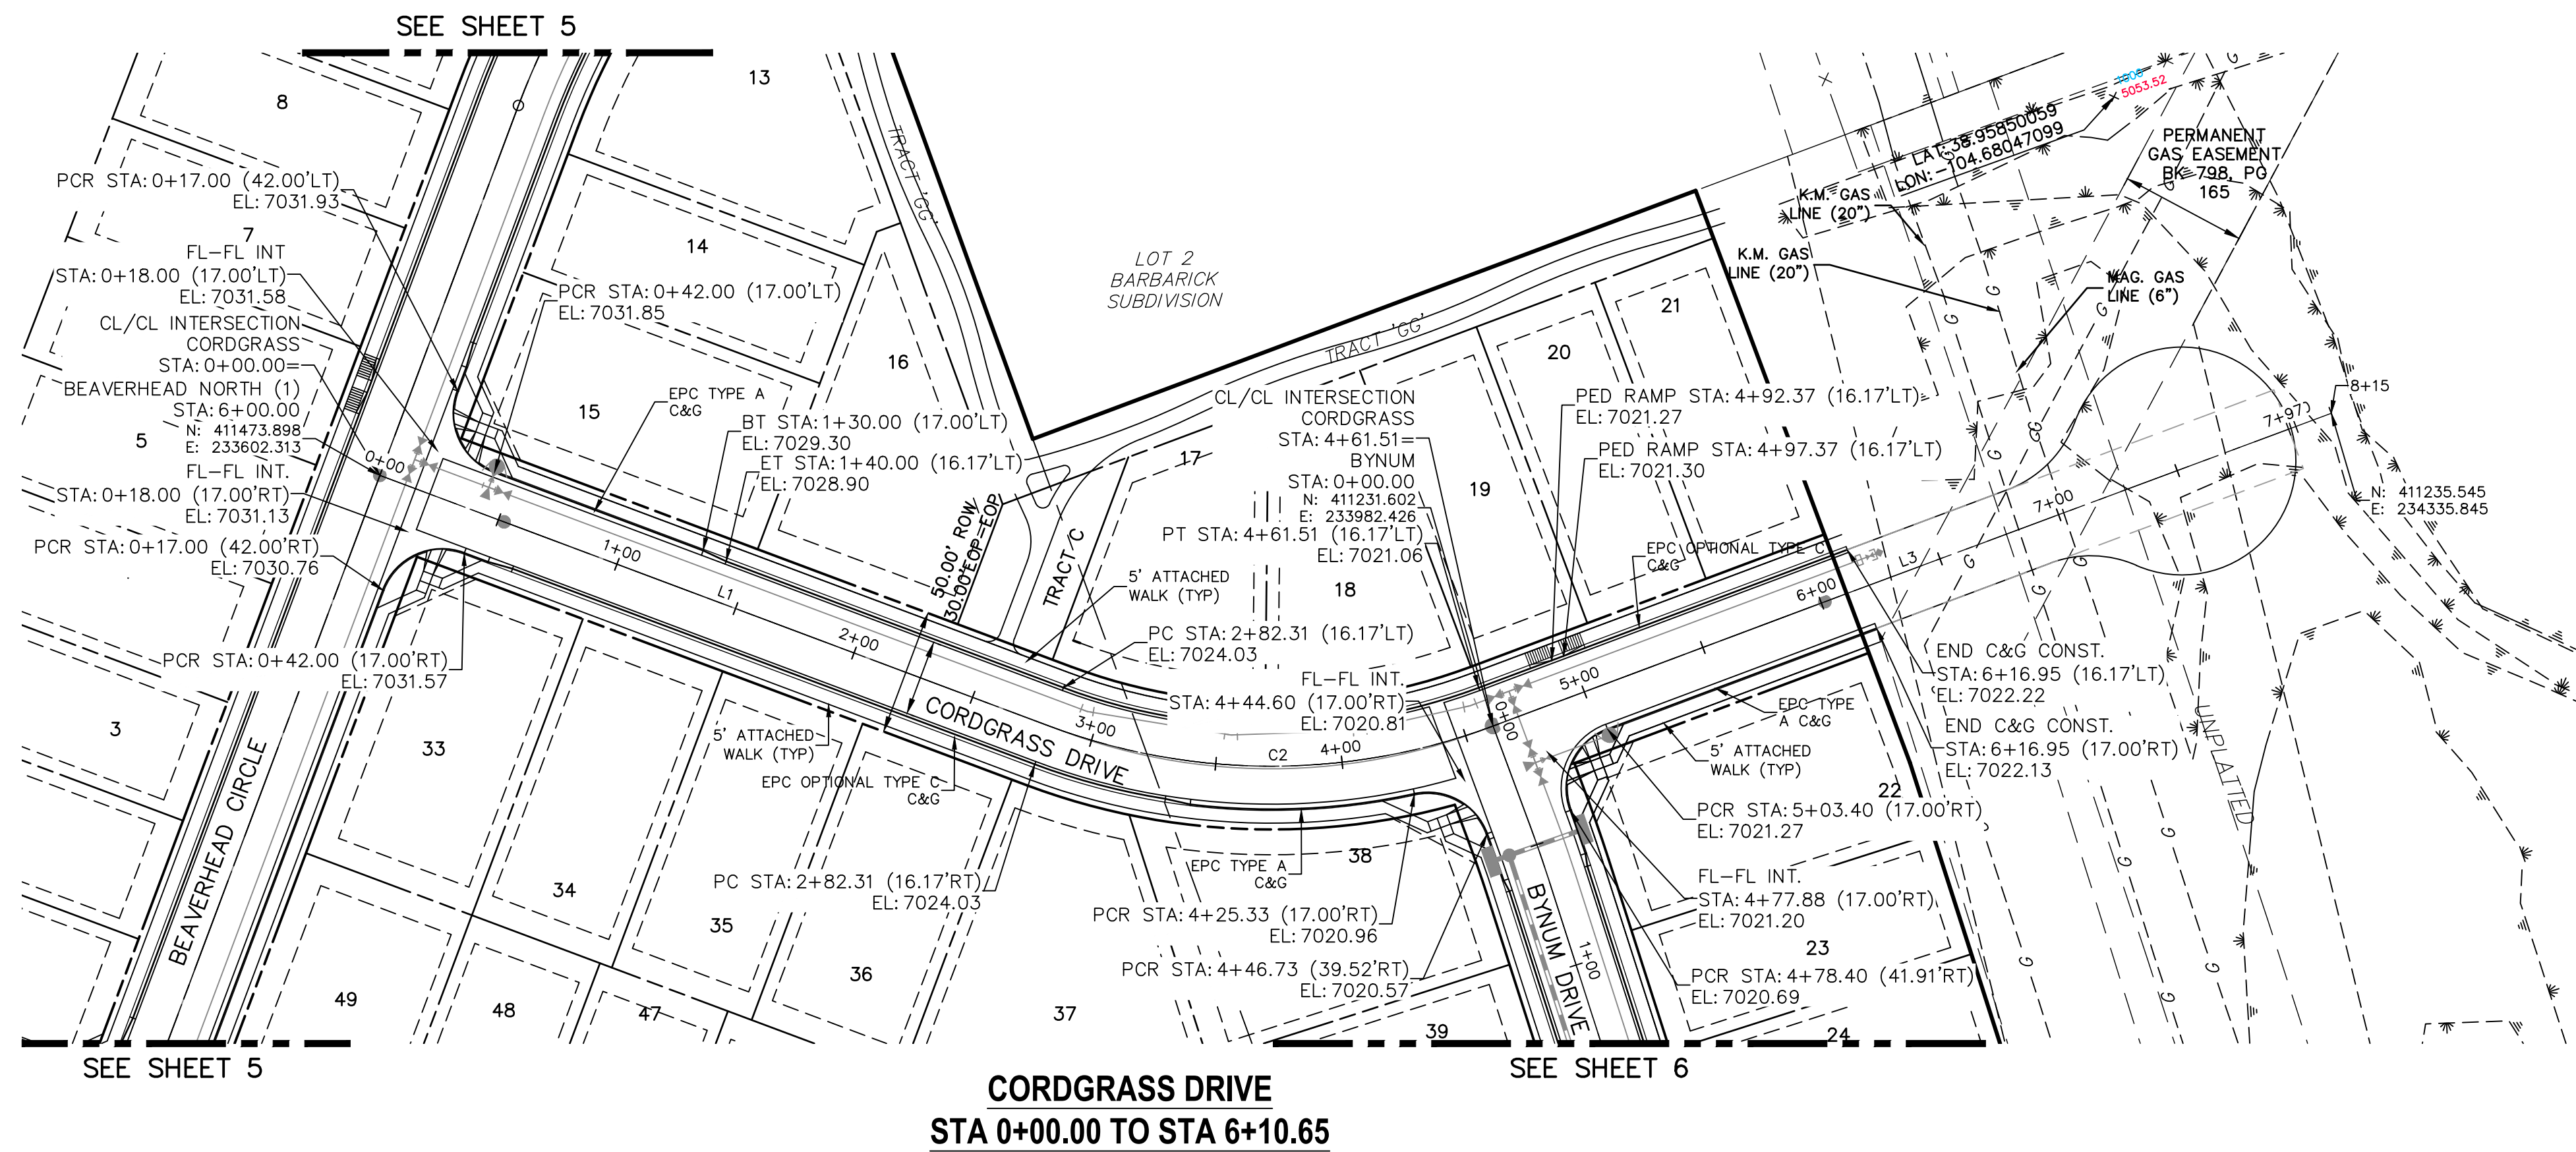 SEE SHEET 5
8
13
PCR STA: 0+17.00 (42.00'LT)
EL: 7031.93
7
FL-FL INT
STA: 0+18.00 (17.00'LT)
EL: 7031.58
CL/CL INTERSECTION
CORDGRASS
STA: 0+00.00=
BEAVERHEAD NORTH (1)
STA: 6+00.00
N: 411473.898
E: 233602.313
5
FL-FL INT.
STA: 0+18.00 (17.00'RT)
EL: 7031.13
PCR STA: 0+17.00 (42.00'RT)
EL: 7030.76
PCR STA: 0+42.00 (17.00'RT)
EL: 7031.57
3
BEAVERHEAD CIRCLE
14
PCR STA: 0+42.00 (17.00'LT)
EL: 7031.85
15
16
EPC TYPE A
C&G
BT STA: 1+30.00 (17.00'LT)
EL: 7029.30
ET STA: 1+40.00 (16.17'LT)
EL: 7028.90
TRACT 'GG'
LOT 2
BARBARICK
SUBDIVISION
TRACT 'GG'
50.00' ROW
30.00'EOP-EOP
TRACT C
17
5' ATTACHED
WALK (TYP)
PC STA: 2+82.31 (16.17'LT)
EL: 7024.03
0+00
1+00
L1
2+00
3+00
C2
4+00
5+00
6+00
L3
7+00
7+97
8+15
CORDGRASS DRIVE
CL/CL INTERSECTION
CORDGRASS
STA: 4+61.51=
BYNUM
STA: 0+00.00
N: 411231.602
E: 233982.426
PT STA: 4+61.51 (16.17'LT)
EL: 7021.06
18
19
20
21
PED RAMP STA: 4+92.37 (16.17'LT)
EL: 7021.27
PED RAMP STA: 4+97.37 (16.17'LT)
EL: 7021.30
EPC OPTIONAL TYPE C
C&G
FL-FL INT.
STA: 4+44.60 (17.00'RT)
EL: 7020.81
1000
5053.52
LAT: 38.95850059
LON: -104.68047099
PERMANENT
GAS EASEMENT
BK 798, PG
165
K.M. GAS
LINE (20")
K.M. GAS
LINE (20")
MAG. GAS
LINE (6")
G
N: 411235.545
E: 234335.845
END C&G CONST.
STA: 6+16.95 (16.17'LT)
EL: 7022.22
END C&G CONST.
STA: 6+16.95 (17.00'RT)
EL: 7022.13
UNPLATTED
EPC TYPE
A C&G
5' ATTACHED
WALK (TYP)
22
PCR STA: 5+03.40 (17.00'RT)
EL: 7021.27
FL-FL INT.
STA: 4+77.88 (17.00'RT)
EL: 7021.20
23
PCR STA: 4+78.40 (41.91'RT)
EL: 7020.69
24
0+00
1+00
BYNUM DRIVE
33
34
35
36
37
38
39
47
48
49
5' ATTACHED
WALK (TYP)
EPC OPTIONAL TYPE C
C&G
PC STA: 2+82.31 (16.17'RT)
EL: 7024.03
EPC TYPE A
C&G
PCR STA: 4+25.33 (17.00'RT)
EL: 7020.96
PCR STA: 4+46.73 (39.52'RT)
EL: 7020.57
SEE SHEET 5
SEE SHEET 6
CORDGRASS DRIVE
STA 0+00.00 TO STA 6+10.65